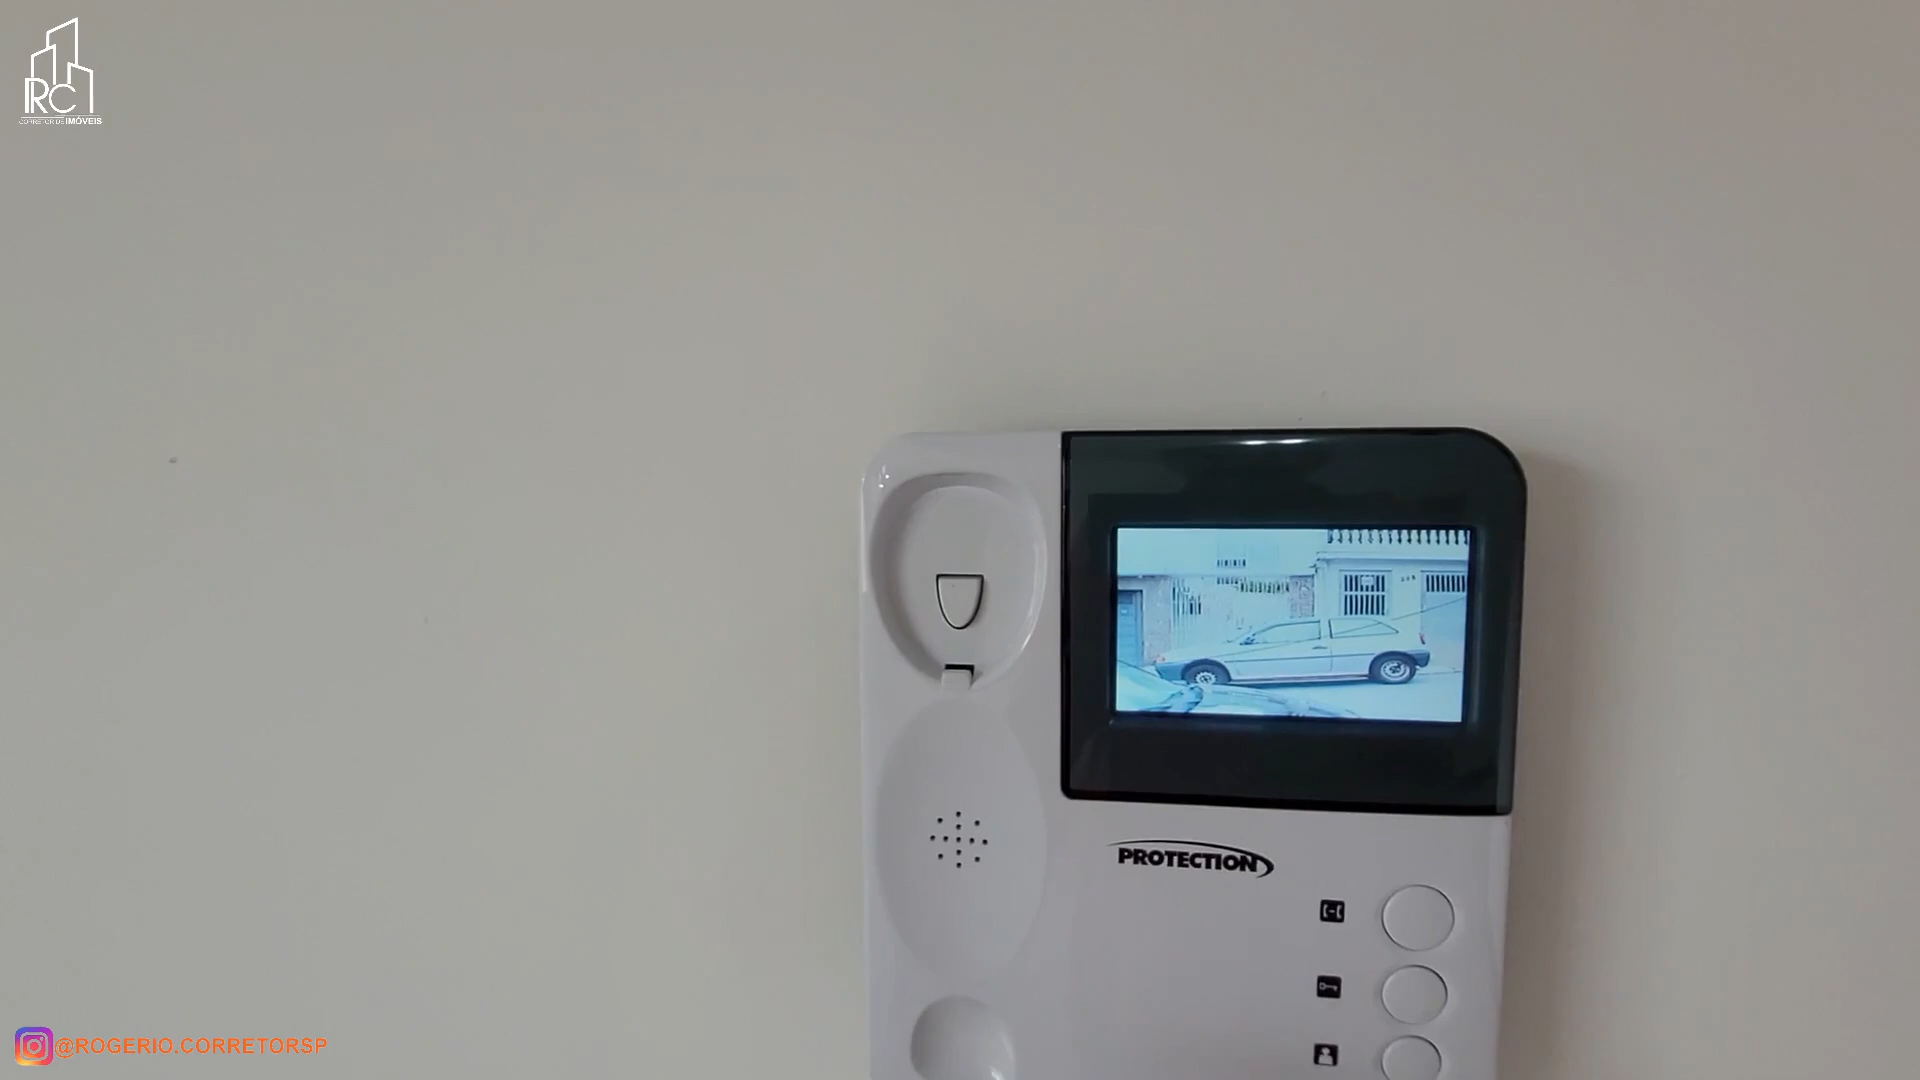 RC
CORRETOR DE IMÓVEIS
PROTECTION
@ROGERIO.CORRETORSP